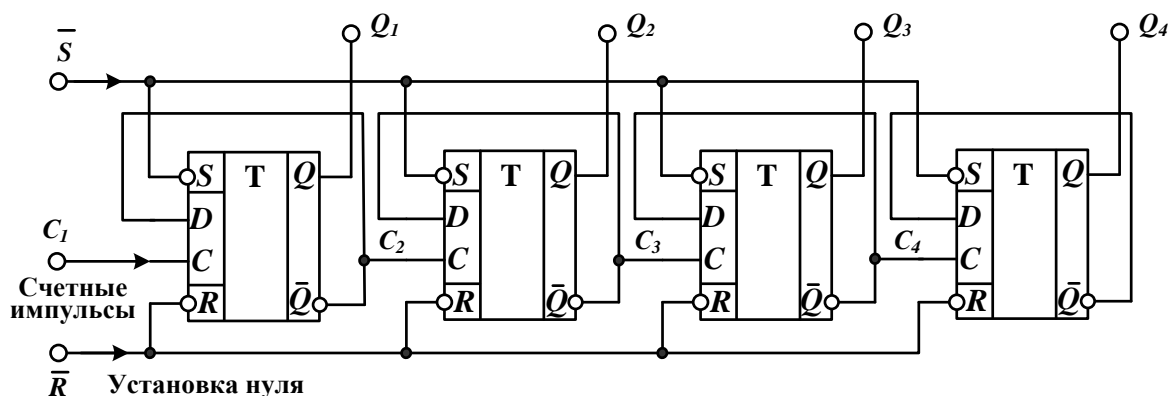 Q1 Q2 Q3 Q4
S̅
S T Q S T Q S T Q S T Q
D D D D
C1 C2 C3 C4
C C C C
Счетные
импульсы
R Q̅ R Q̅ R Q̅ R Q̅
R̅ Установка нуля